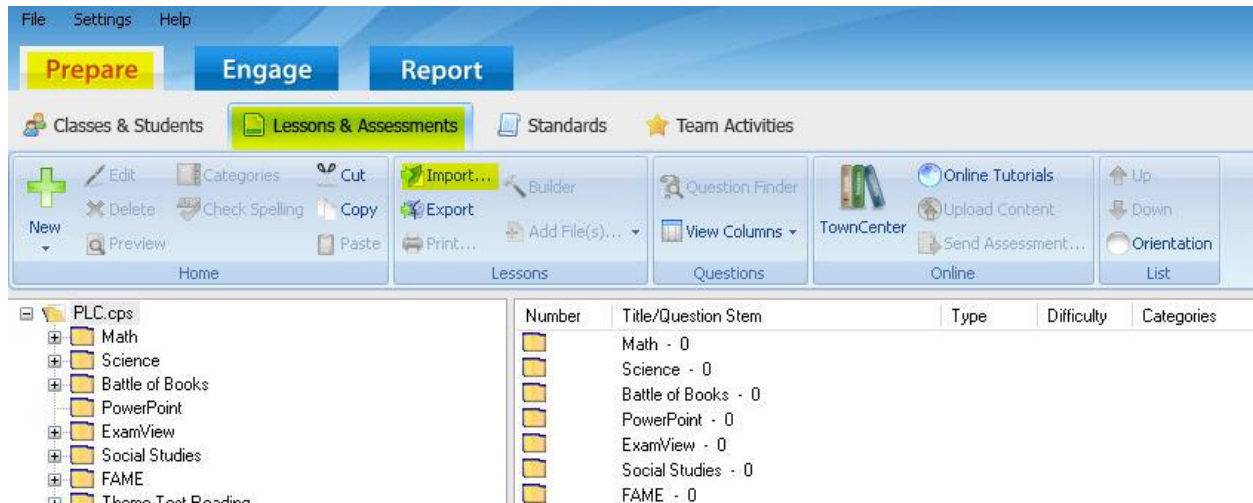 File Settings Help
Prepare Engage Report
Classes & Students Lessons & Assessments Standards Team Activities
New
Edit
Delete
Preview
Categories
Check Spelling
Cut
Copy
Paste
Home
Import...
Export
Print...
Builder
Add File(s)...
Lessons
Question Finder
View Columns
Questions
TownCenter
Online Tutorials
Upload Content
Send Assessment...
Online
Up
Down
Orientation
List
PLC.cps
Math
Science
Battle of Books
PowerPoint
ExamView
Social Studies
FAME
Theme Test Reading
Number Title/Question Stem Type Difficulty Categories
Math - 0
Science - 0
Battle of Books - 0
PowerPoint - 0
ExamView - 0
Social Studies - 0
FAME - 0